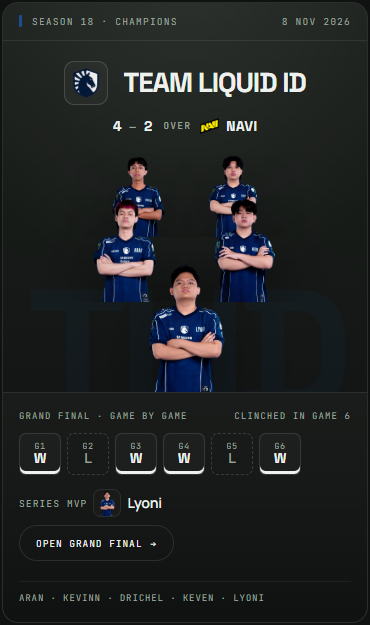 SEASON 18 · CHAMPIONS 8 NOV 2026
TEAM LIQUID ID
4 – 2 OVER NAVI
TLID
GRAND FINAL · GAME BY GAME CLINCHED IN GAME 6
G1 G2 G3 G4 G5 G6
W L W W L W
SERIES MVP Lyoni
OPEN GRAND FINAL →
ARAN · KEVINN · DRICHEL · KEVEN · LYONI